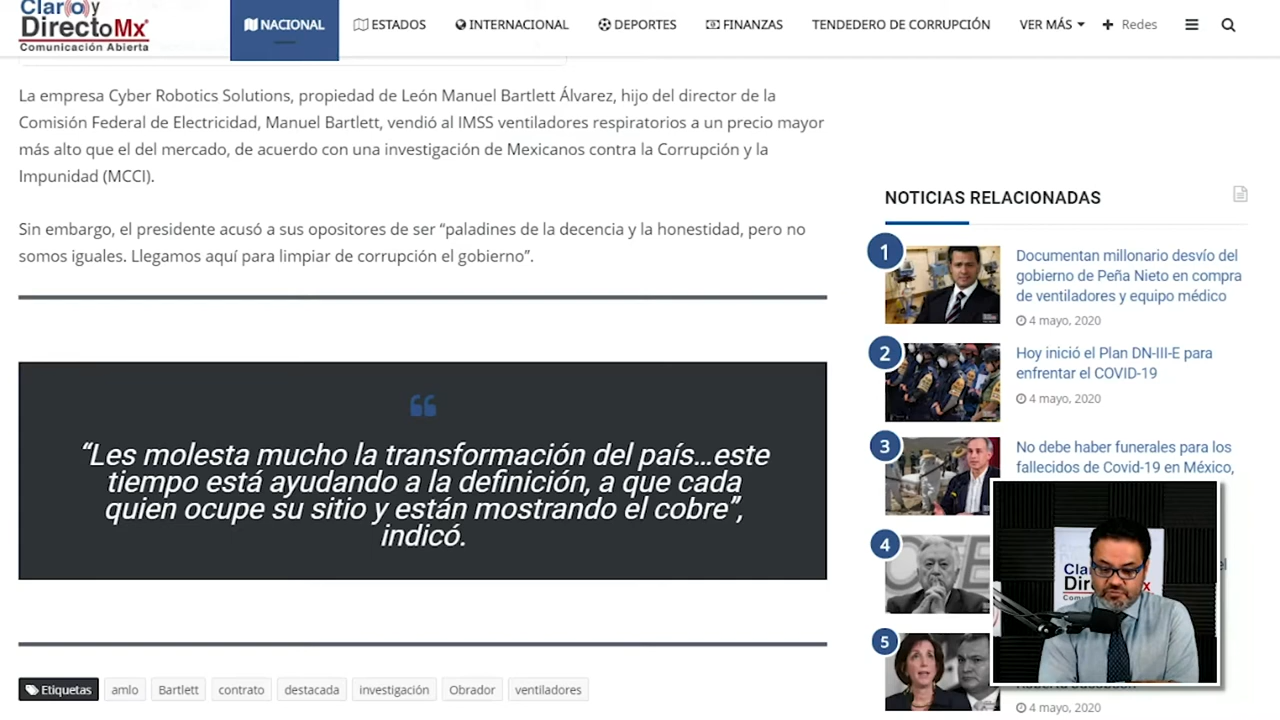 Claro y
DirectoMx
Comunicación Abierta
NACIONAL
ESTADOS
INTERNACIONAL
DEPORTES
FINANZAS
TENDEDERO DE CORRUPCIÓN
VER MÁS
Redes
La empresa Cyber Robotics Solutions, propiedad de León Manuel Bartlett Álvarez, hijo del director de la
Comisión Federal de Electricidad, Manuel Bartlett, vendió al IMSS ventiladores respiratorios a un precio mayor
más alto que el del mercado, de acuerdo con una investigación de Mexicanos contra la Corrupción y la
Impunidad (MCCI).
Sin embargo, el presidente acusó a sus opositores de ser “paladines de la decencia y la honestidad, pero no
somos iguales. Llegamos aquí para limpiar de corrupción el gobierno”.
“Les molesta mucho la transformación del país…este
tiempo está ayudando a la definición, a que cada
quien ocupe su sitio y están mostrando el cobre”,
indicó.
Etiquetas
amlo
Bartlett
contrato
destacada
investigación
Obrador
ventiladores
NOTICIAS RELACIONADAS
1
Documentan millonario desvío del
gobierno de Peña Nieto en compra
de ventiladores y equipo médico
4 mayo, 2020
2
Hoy inició el Plan DN-III-E para
enfrentar el COVID-19
4 mayo, 2020
3
No debe haber funerales para los
fallecidos de Covid-19 en México,
4
5
4 mayo, 2020